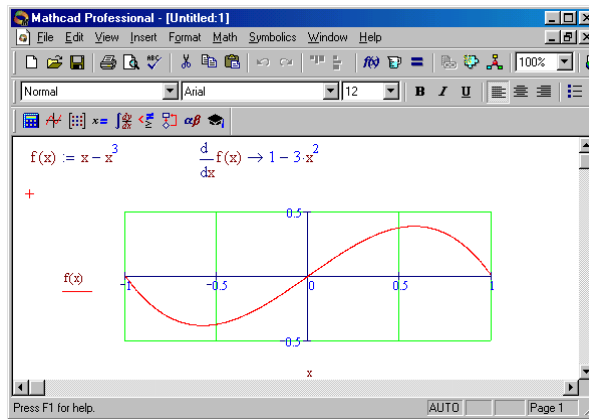 Mathcad Professional - [Untitled:1]
File Edit View Insert Format Math Symbolics Window Help
f(x) 100%
Normal Arial 12 B I U
x= αβ
f(x) := x − x³ d/dx f(x) → 1 − 3·x²
+
0.5
f(x) −1 −0.5 0 0.5 1
−0.5
x
Press F1 for help. AUTO Page 1